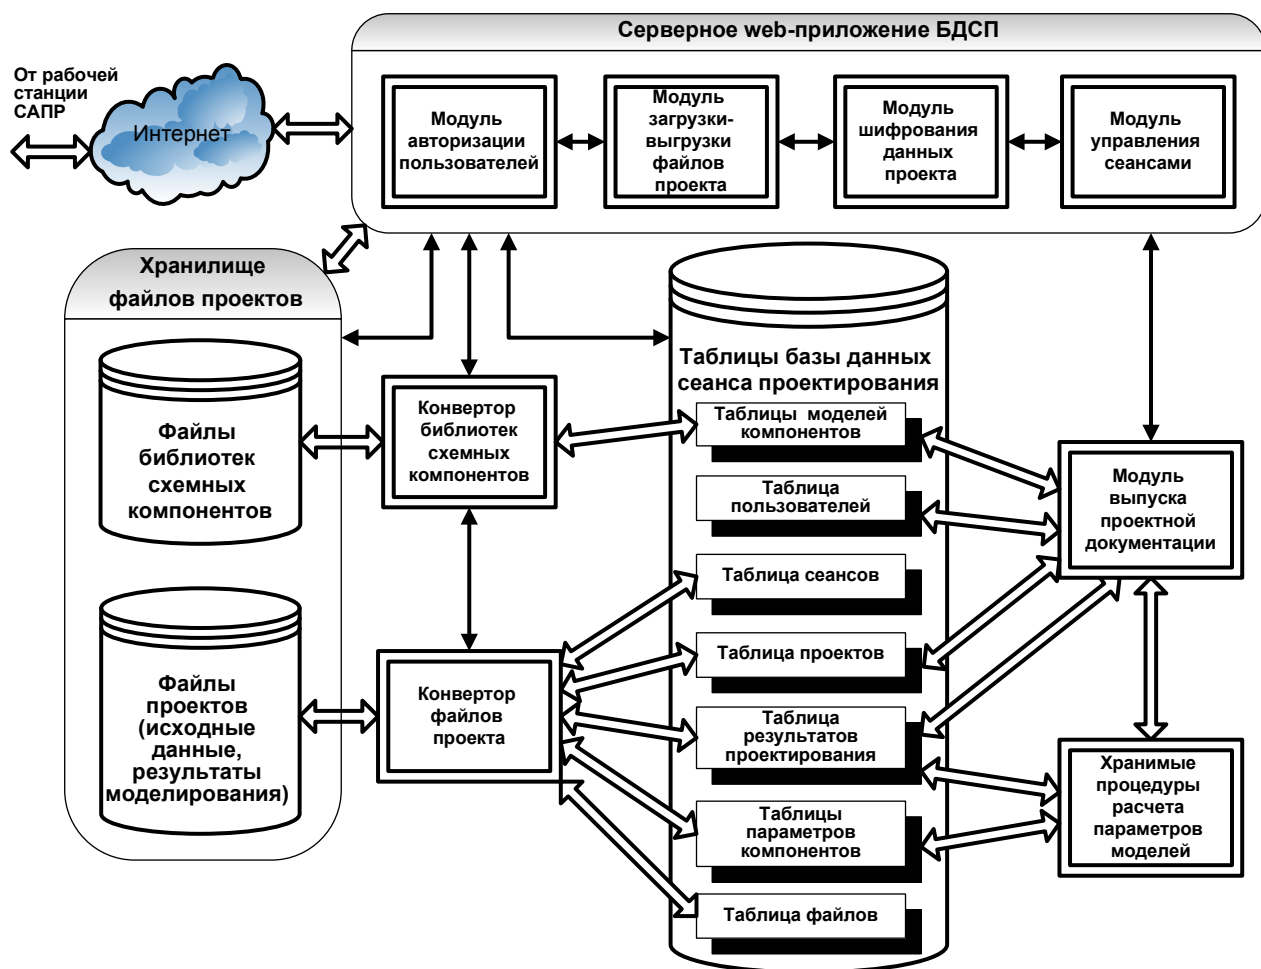 Серверное web-приложение БДСП
От рабочей
станции
САПР
Интернет
Модуль
авторизации
пользователей
Модуль
загрузки-
выгрузки
файлов
проекта
Модуль
шифрования
данных
проекта
Модуль
управления
сеансами
Хранилище
файлов проектов
Файлы
библиотек
схемных
компонентов
Файлы
проектов
(исходные
данные,
результаты
моделирования)
Конвертор
библиотек
схемных
компонентов
Конвертор
файлов
проекта
Таблицы базы данных
сеанса проектирования
Таблицы моделей
компонентов
Таблица
пользователей
Таблица сеансов
Таблица проектов
Таблица
результатов
проектирования
Таблицы
параметров
компонентов
Таблица файлов
Модуль
выпуска
проектной
документации
Хранимые
процедуры
расчета
параметров
моделей